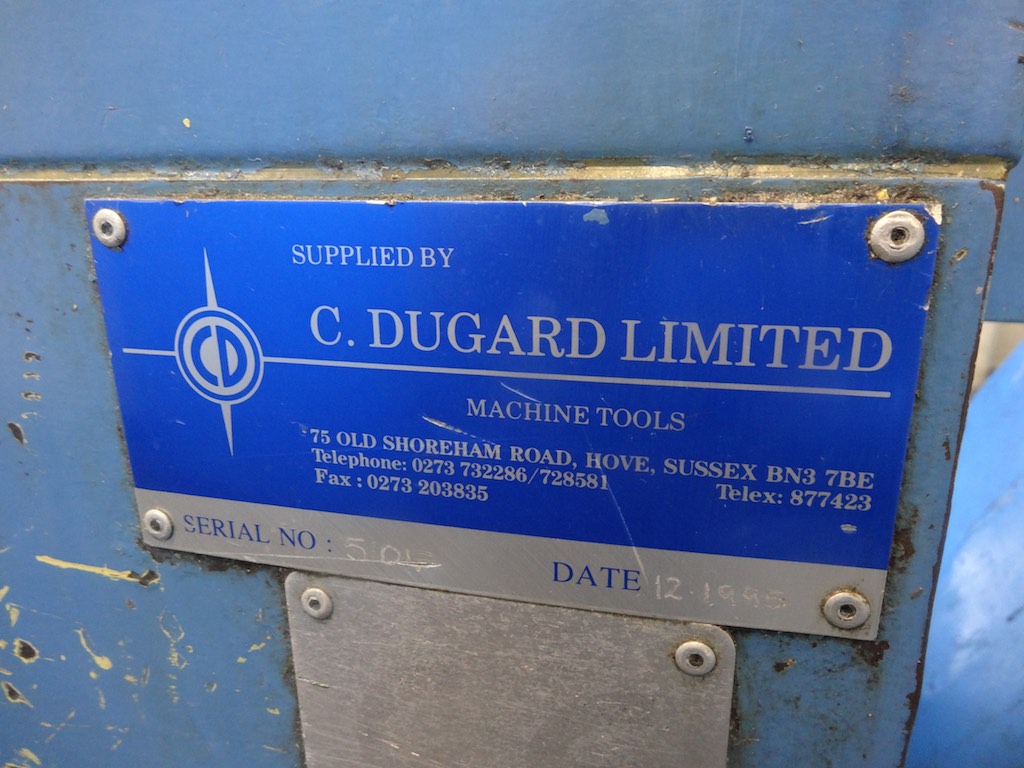 SUPPLIED BY
CD
C. DUGARD LIMITED
MACHINE TOOLS
75 OLD SHOREHAM ROAD, HOVE, SUSSEX BN3 7BE
Telephone: 0273 732286/728581
Fax : 0273 203835
Telex: 877423
SERIAL NO :
DATE